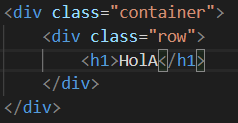 <div class="container">
<div class="row">
<h1>HolA</h1>
</div>
</div>